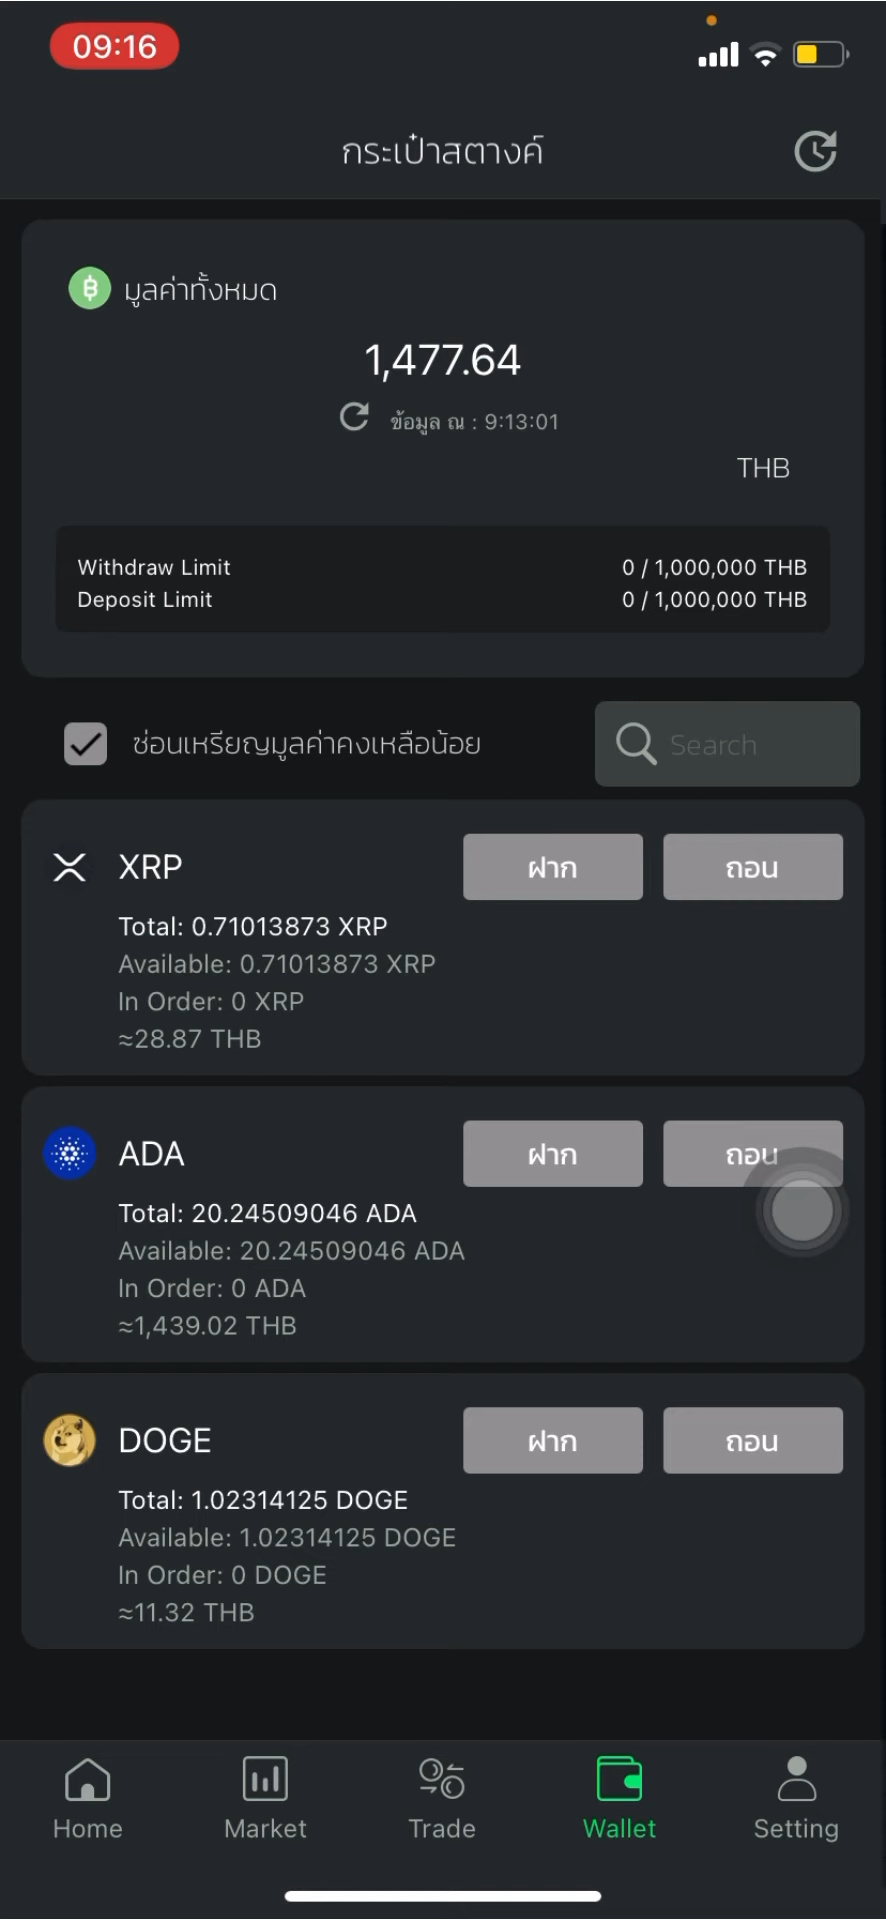 09:16
กระเป๋าสตางค์
มูลค่าทั้งหมด
1,477.64
ข้อมูล ณ : 9:13:01
THB
Withdraw Limit 0 / 1,000,000 THB
Deposit Limit 0 / 1,000,000 THB
ซ่อนเหรียญมูลค่าคงเหลือน้อย Search
XRP ฝาก ถอน
Total: 0.71013873 XRP
Available: 0.71013873 XRP
In Order: 0 XRP
≈28.87 THB
ADA ฝาก ถอน
Total: 20.24509046 ADA
Available: 20.24509046 ADA
In Order: 0 ADA
≈1,439.02 THB
DOGE ฝาก ถอน
Total: 1.02314125 DOGE
Available: 1.02314125 DOGE
In Order: 0 DOGE
≈11.32 THB
Home Market Trade Wallet Setting